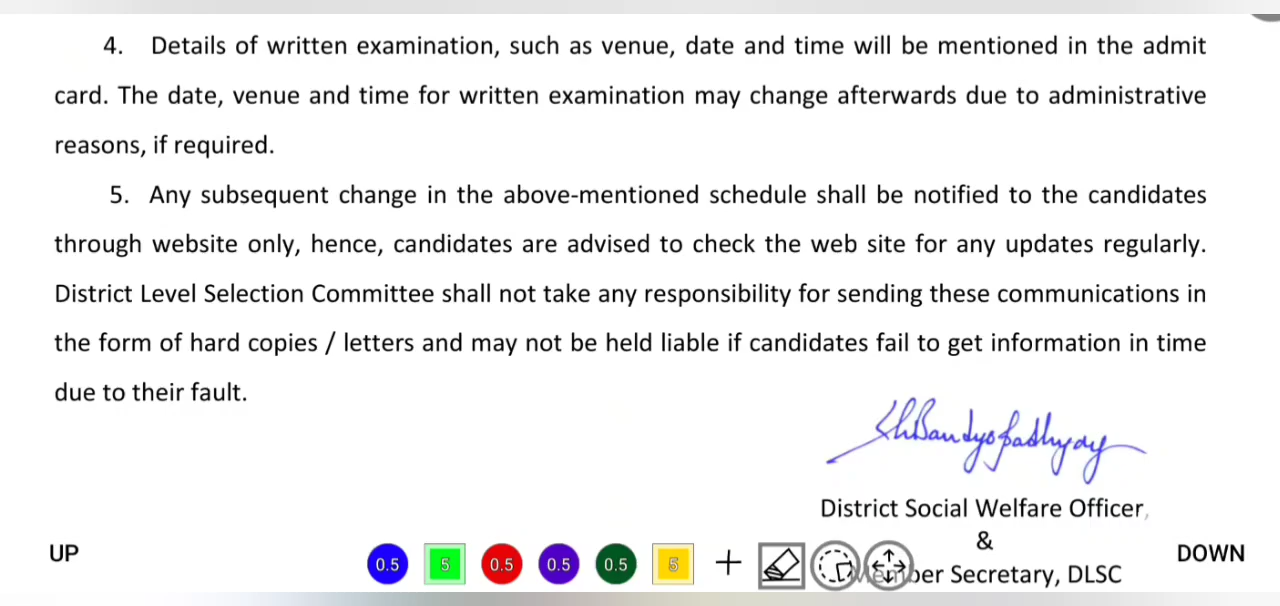 4. Details of written examination, such as venue, date and time will be mentioned in the admit
card. The date, venue and time for written examination may change afterwards due to administrative
reasons, if required.
5. Any subsequent change in the above-mentioned schedule shall be notified to the candidates
through website only, hence, candidates are advised to check the web site for any updates regularly.
District Level Selection Committee shall not take any responsibility for sending these communications in
the form of hard copies / letters and may not be held liable if candidates fail to get information in time
due to their fault.
District Social Welfare Officer,
&
Secretary, DLSC
UP
0.5 5 0.5 0.5 0.5 5 +
DOWN